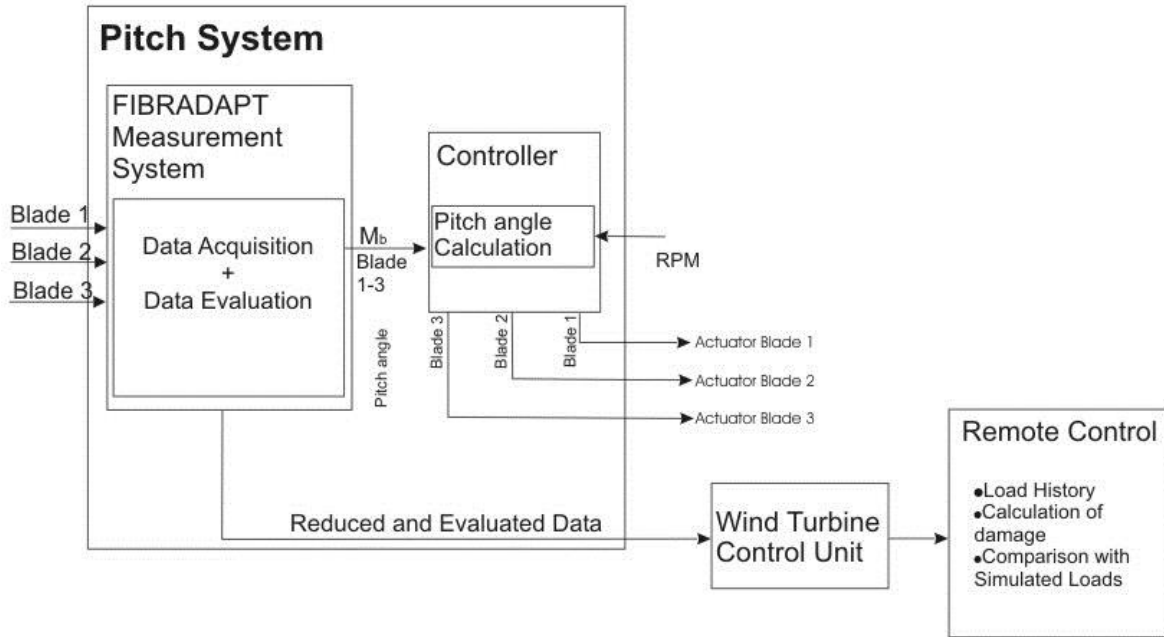 Pitch System
FIBRADAPT
Measurement
System
Data Acquisition
+
Data Evaluation
Blade 1
Blade 2
Blade 3
Mb
Blade
1-3
Pitch angle
Controller
Pitch angle
Calculation
RPM
Blade 3
Blade 2
Blade 1
Actuator Blade 1
Actuator Blade 2
Actuator Blade 3
Reduced and Evaluated Data
Wind Turbine
Control Unit
Remote Control
●Load History
●Calculation of
damage
●Comparison with
Simulated Loads